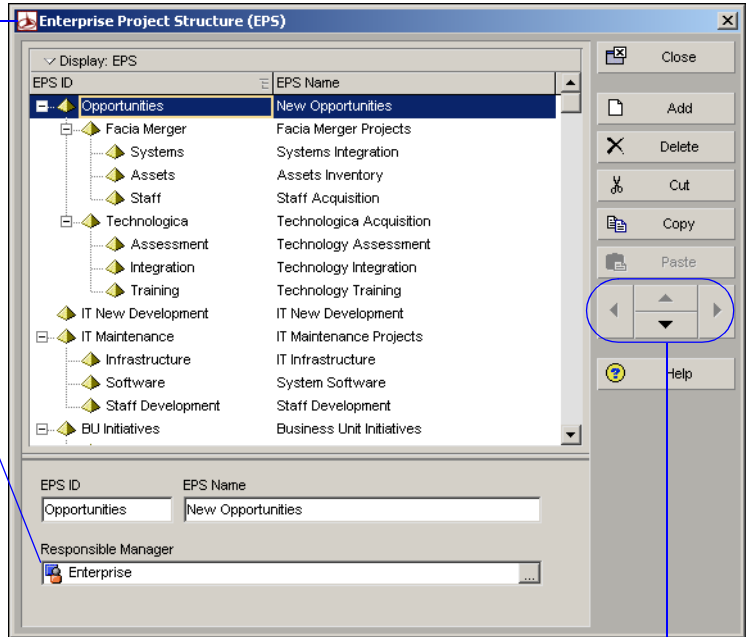 Enterprise Project Structure (EPS)
Display: EPS
EPS ID EPS Name
Opportunities New Opportunities
Facia Merger Facia Merger Projects
Systems Systems Integration
Assets Assets Inventory
Staff Staff Acquisition
Technologica Technologica Acquisition
Assessment Technology Assessment
Integration Technology Integration
Training Technology Training
IT New Development IT New Development
IT Maintenance IT Maintenance Projects
Infrastructure IT Infrastructure
Software System Software
Staff Development Staff Development
BU Initiatives Business Unit Initiatives
Close
Add
Delete
Cut
Copy
Paste
Help
EPS ID EPS Name
Opportunities New Opportunities
Responsible Manager
Enterprise
...